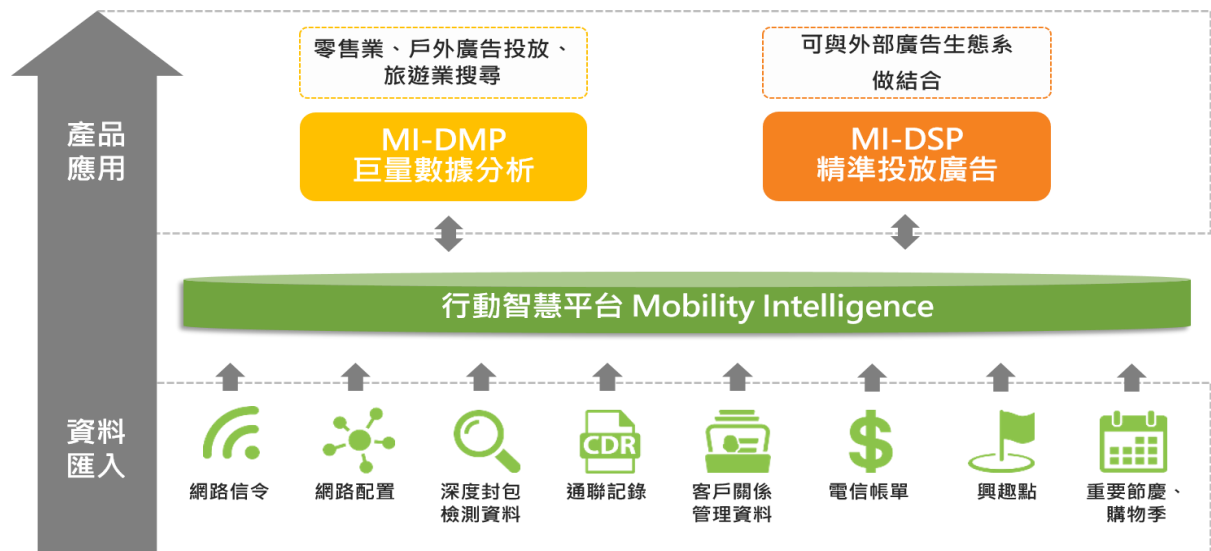 零售業、戶外廣告投放、
旅遊業搜尋
可與外部廣告生態系
做結合
產品
應用
MI-DMP
巨量數據分析
MI-DSP
精準投放廣告
行動智慧平台 Mobility Intelligence
資料
匯入
CDR
網路信令
網路配置
深度封包
檢測資料
通聯記錄
客戶關係
管理資料
電信帳單
興趣點
重要節慶、
購物季